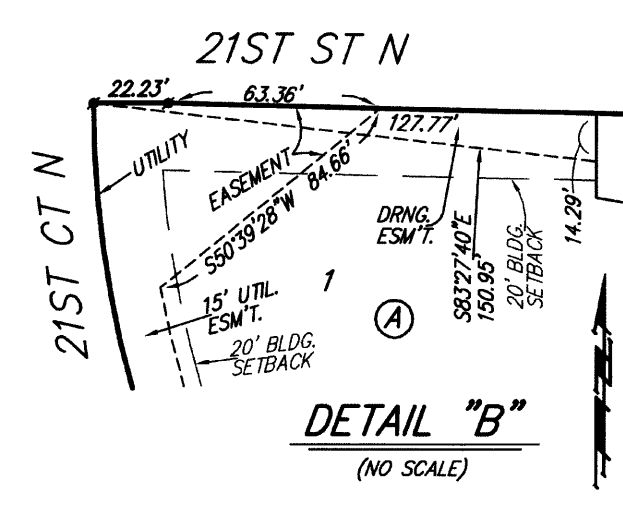 21ST ST N
22.23'
63.36'
127.77'
UTILITY
EASEMENT
84.66'
S50°39'28"W
21ST CT N
DRNG.
ESM'T.
S83°27'40"E
150.95'
20' BLDG.
SETBACK
14.29'
15' UTIL.
ESM'T.
1
A
20' BLDG.
SETBACK
DETAIL "B"
(NO SCALE)